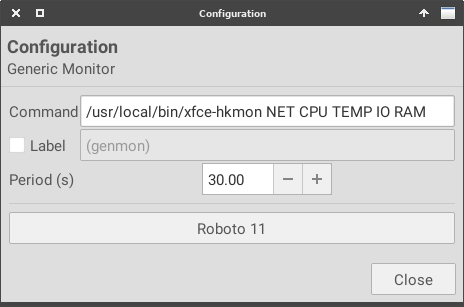 Configuration
Configuration
Generic Monitor
Command /usr/local/bin/xfce-hkmon NET CPU TEMP IO RAM
Label (genmon)
Period (s) 30.00
Roboto 11
Close